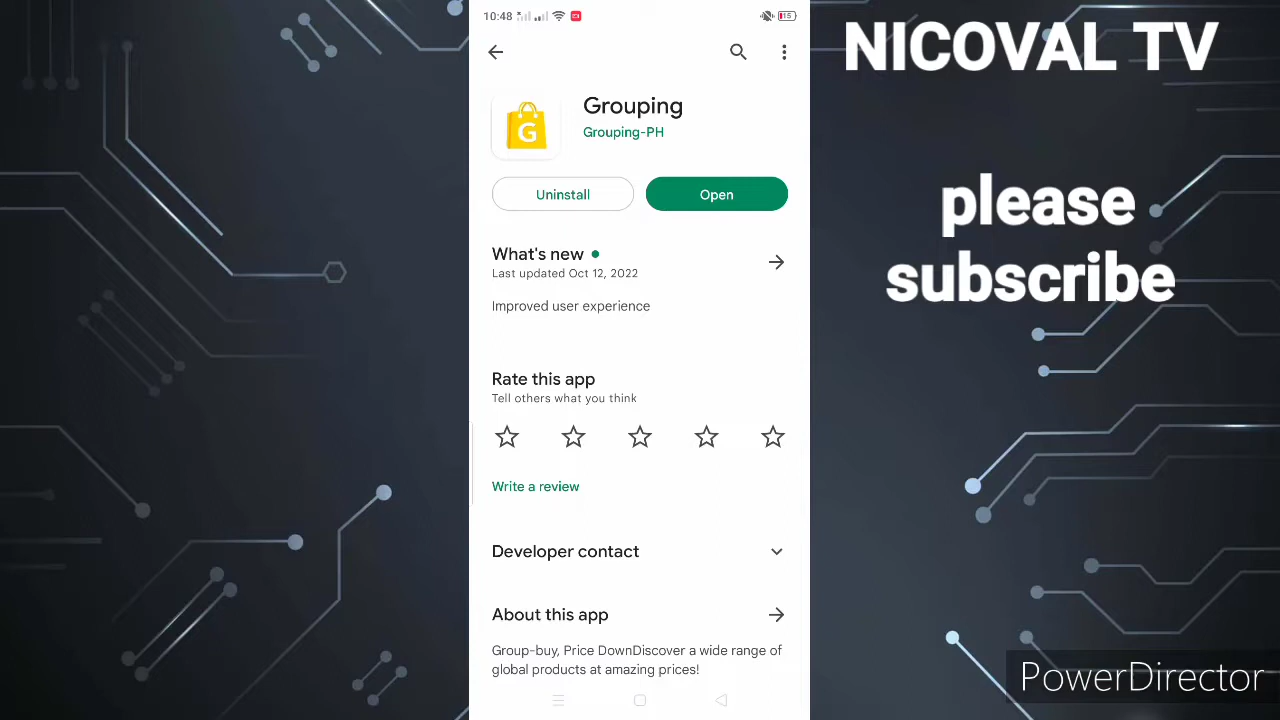 10:48
15
NICOVAL TV
please
subscribe
G
Grouping
Grouping-PH
Uninstall
Open
What's new
Last updated Oct 12, 2022
Improved user experience
Rate this app
Tell others what you think
Write a review
Developer contact
About this app
Group-buy, Price DownDiscover a wide range of
global products at amazing prices!
PowerDirector